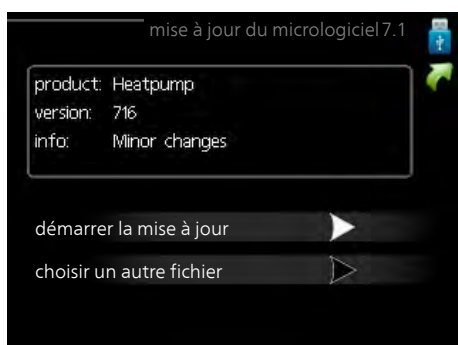 mise à jour du micrologiciel 7.1
product: Heatpump
version: 716
info: Minor changes
démarrer la mise à jour
choisir un autre fichier